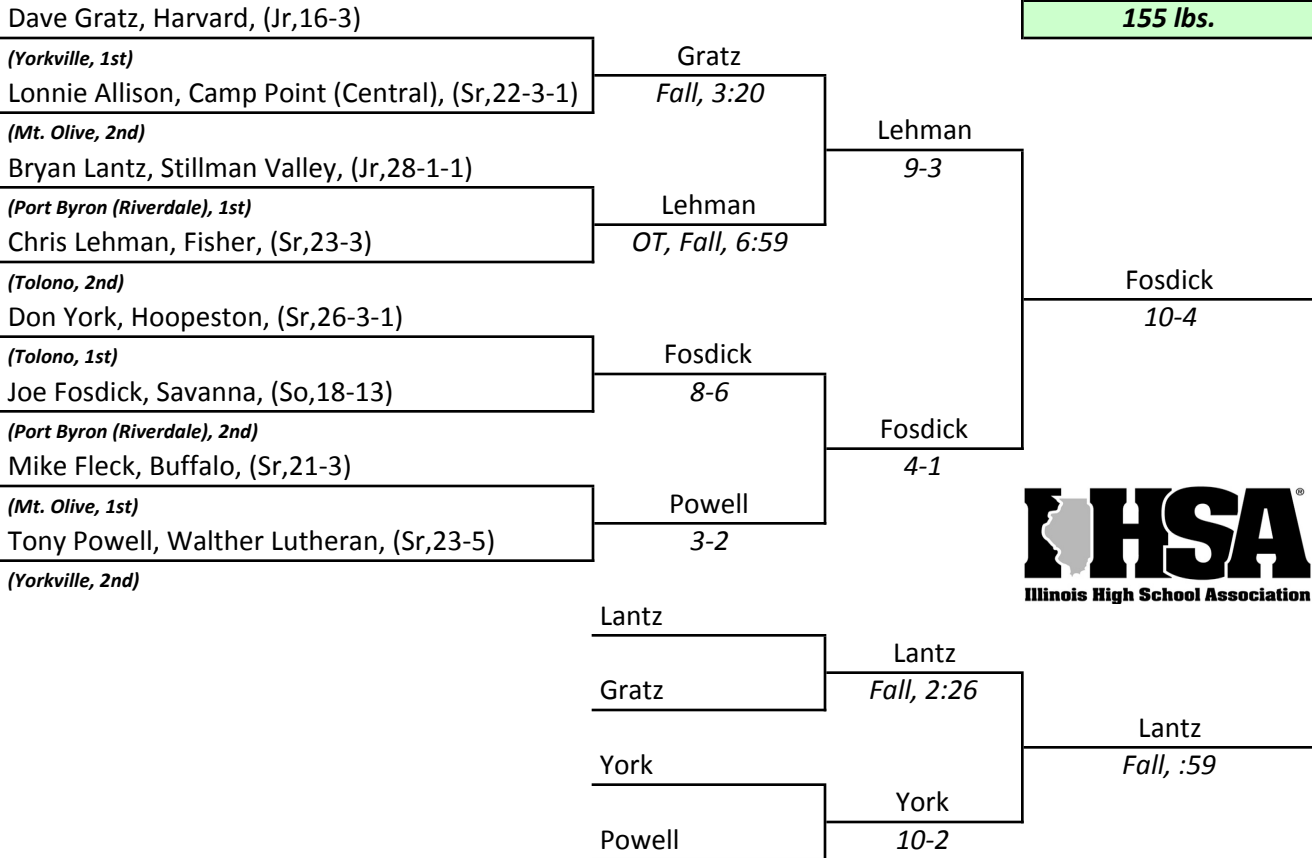 Dave Gratz, Harvard, (Jr,16-3)
155 lbs.
(Yorkville, 1st)
Gratz
Lonnie Allison, Camp Point (Central), (Sr,22-3-1)
Fall, 3:20
(Mt. Olive, 2nd)
Lehman
Bryan Lantz, Stillman Valley, (Jr,28-1-1)
9-3
(Port Byron (Riverdale), 1st)
Lehman
Chris Lehman, Fisher, (Sr,23-3)
OT, Fall, 6:59
(Tolono, 2nd)
Fosdick
Don York, Hoopeston, (Sr,26-3-1)
10-4
(Tolono, 1st)
Fosdick
Joe Fosdick, Savanna, (So,18-13)
8-6
(Port Byron (Riverdale), 2nd)
Fosdick
Mike Fleck, Buffalo, (Sr,21-3)
4-1
(Mt. Olive, 1st)
Powell
Tony Powell, Walther Lutheran, (Sr,23-5)
3-2
(Yorkville, 2nd)
IHSA®
Illinois High School Association
Lantz
Lantz
Gratz
Fall, 2:26
Lantz
York
Fall, :59
York
Powell
10-2